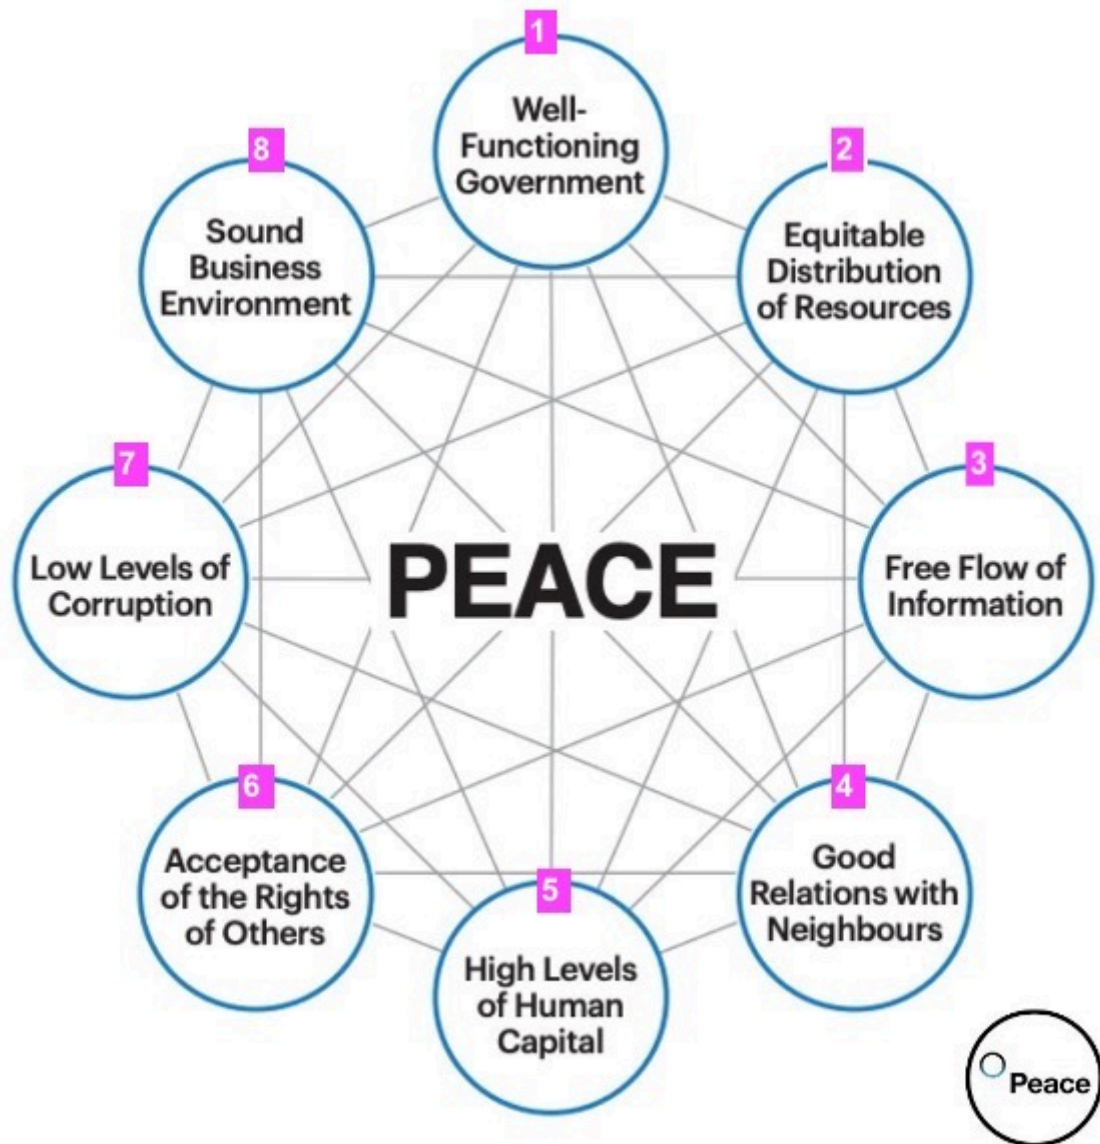 1
Well-
Functioning
Government
2
Equitable
Distribution
of Resources
3
Free Flow of
Information
4
Good
Relations with
Neighbours
5
High Levels
of Human
Capital
6
Acceptance
of the Rights
of Others
7
Low Levels of
Corruption
8
Sound
Business
Environment
PEACE
Peace